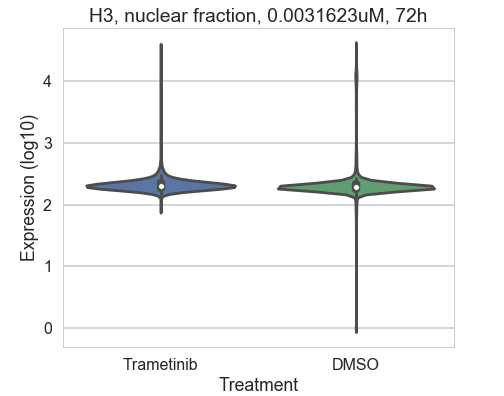 H3, nuclear fraction, 0.0031623uM, 72h
Expression (log10)
4
3
2
1
0
Trametinib
DMSO
Treatment